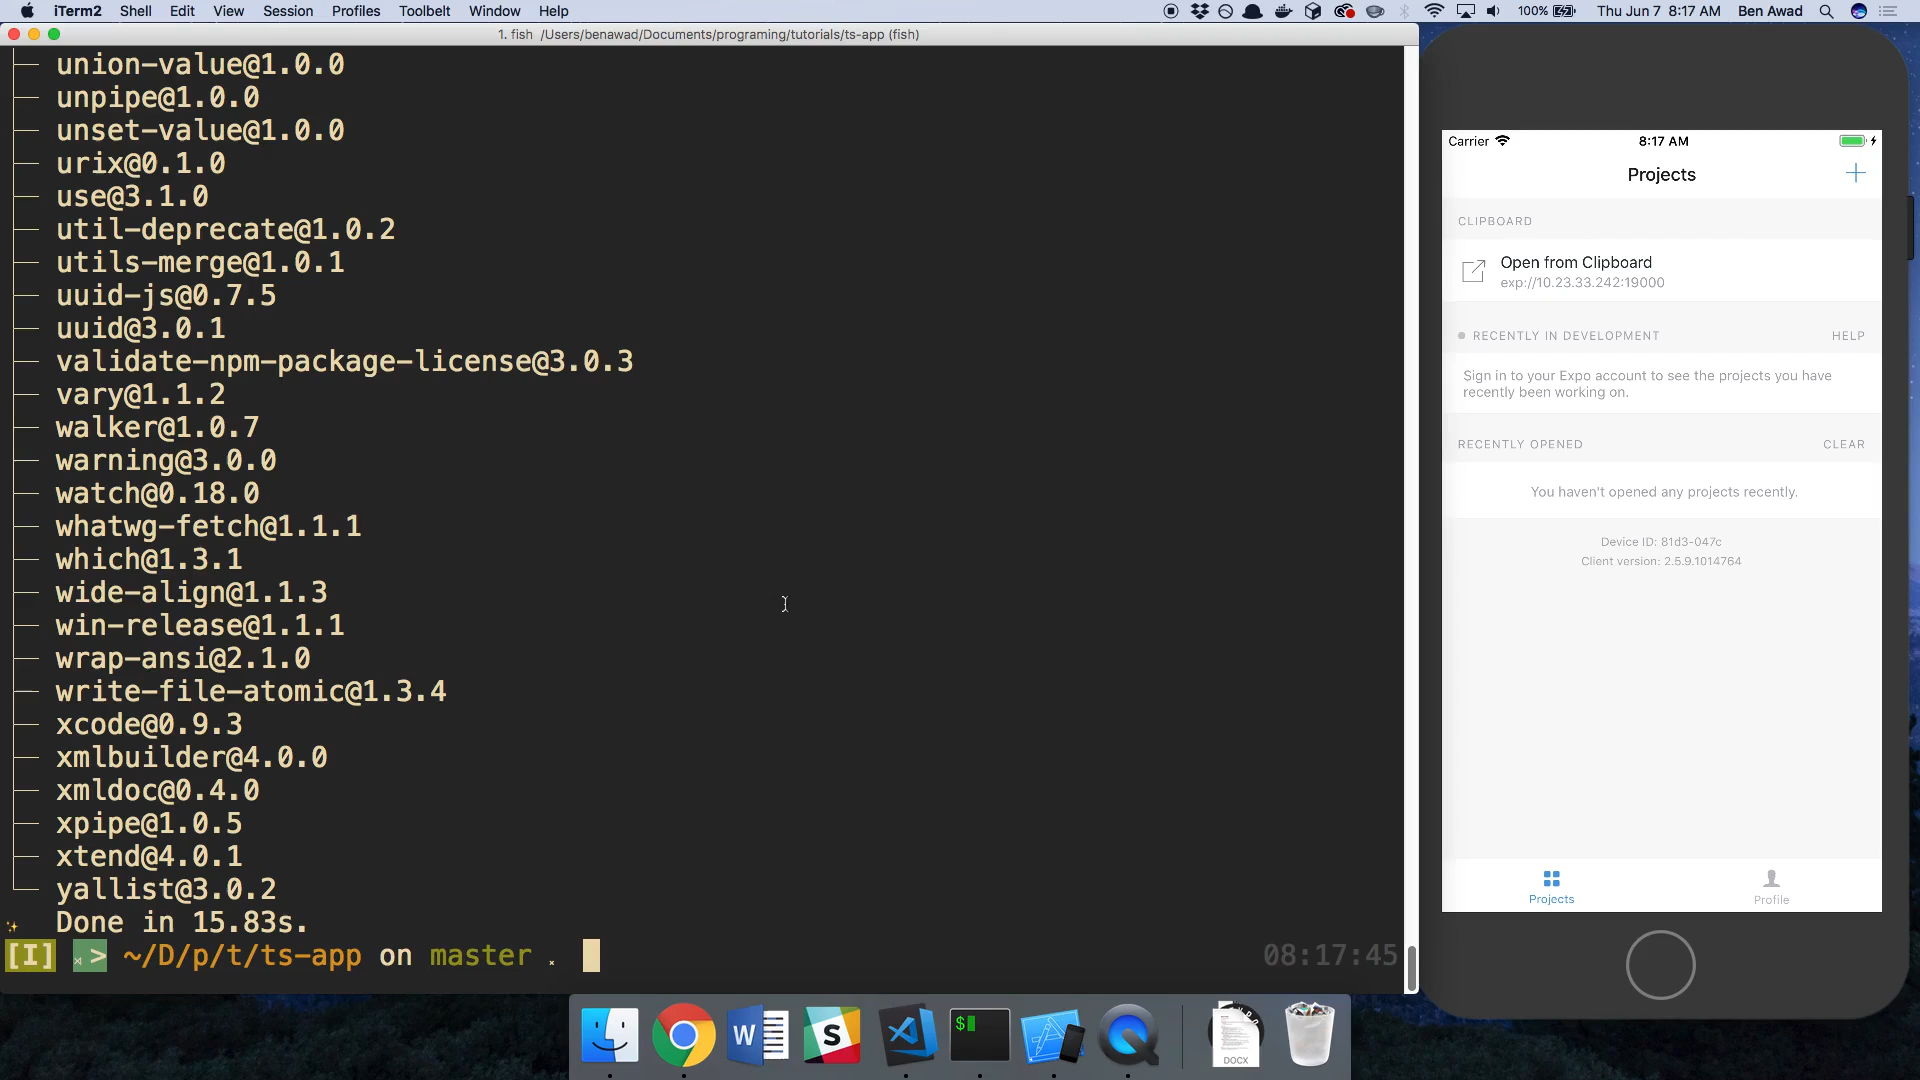 iTerm2 Shell Edit View Session Profiles Toolbelt Window Help 100% Thu Jun 7 8:17 AM Ben Awad
1. fish /Users/benawad/Documents/programing/tutorials/ts-app (fish)
union-value@1.0.0
unpipe@1.0.0
unset-value@1.0.0
urix@0.1.0
use@3.1.0
util-deprecate@1.0.2
utils-merge@1.0.1
uuid-js@0.7.5
uuid@3.0.1
validate-npm-package-license@3.0.3
vary@1.1.2
walker@1.0.7
warning@3.0.0
watch@0.18.0
whatwg-fetch@1.1.1
which@1.3.1
wide-align@1.1.3
win-release@1.1.1
wrap-ansi@2.1.0
write-file-atomic@1.3.4
xcode@0.9.3
xmlbuilder@4.0.0
xmldoc@0.4.0
xpipe@1.0.5
xtend@4.0.1
yallist@3.0.2
Done in 15.83s.
[I] > ~/D/p/t/ts-app on master . 08:17:45
Carrier 8:17 AM
Projects
CLIPBOARD
Open from Clipboard
exp://10.23.33.242:19000
RECENTLY IN DEVELOPMENT HELP
Sign in to your Expo account to see the projects you have
recently been working on.
RECENTLY OPENED CLEAR
You haven't opened any projects recently.
Device ID: 81d3-047c
Client version: 2.5.9.1014764
Projects Profile
W S $ DOCX